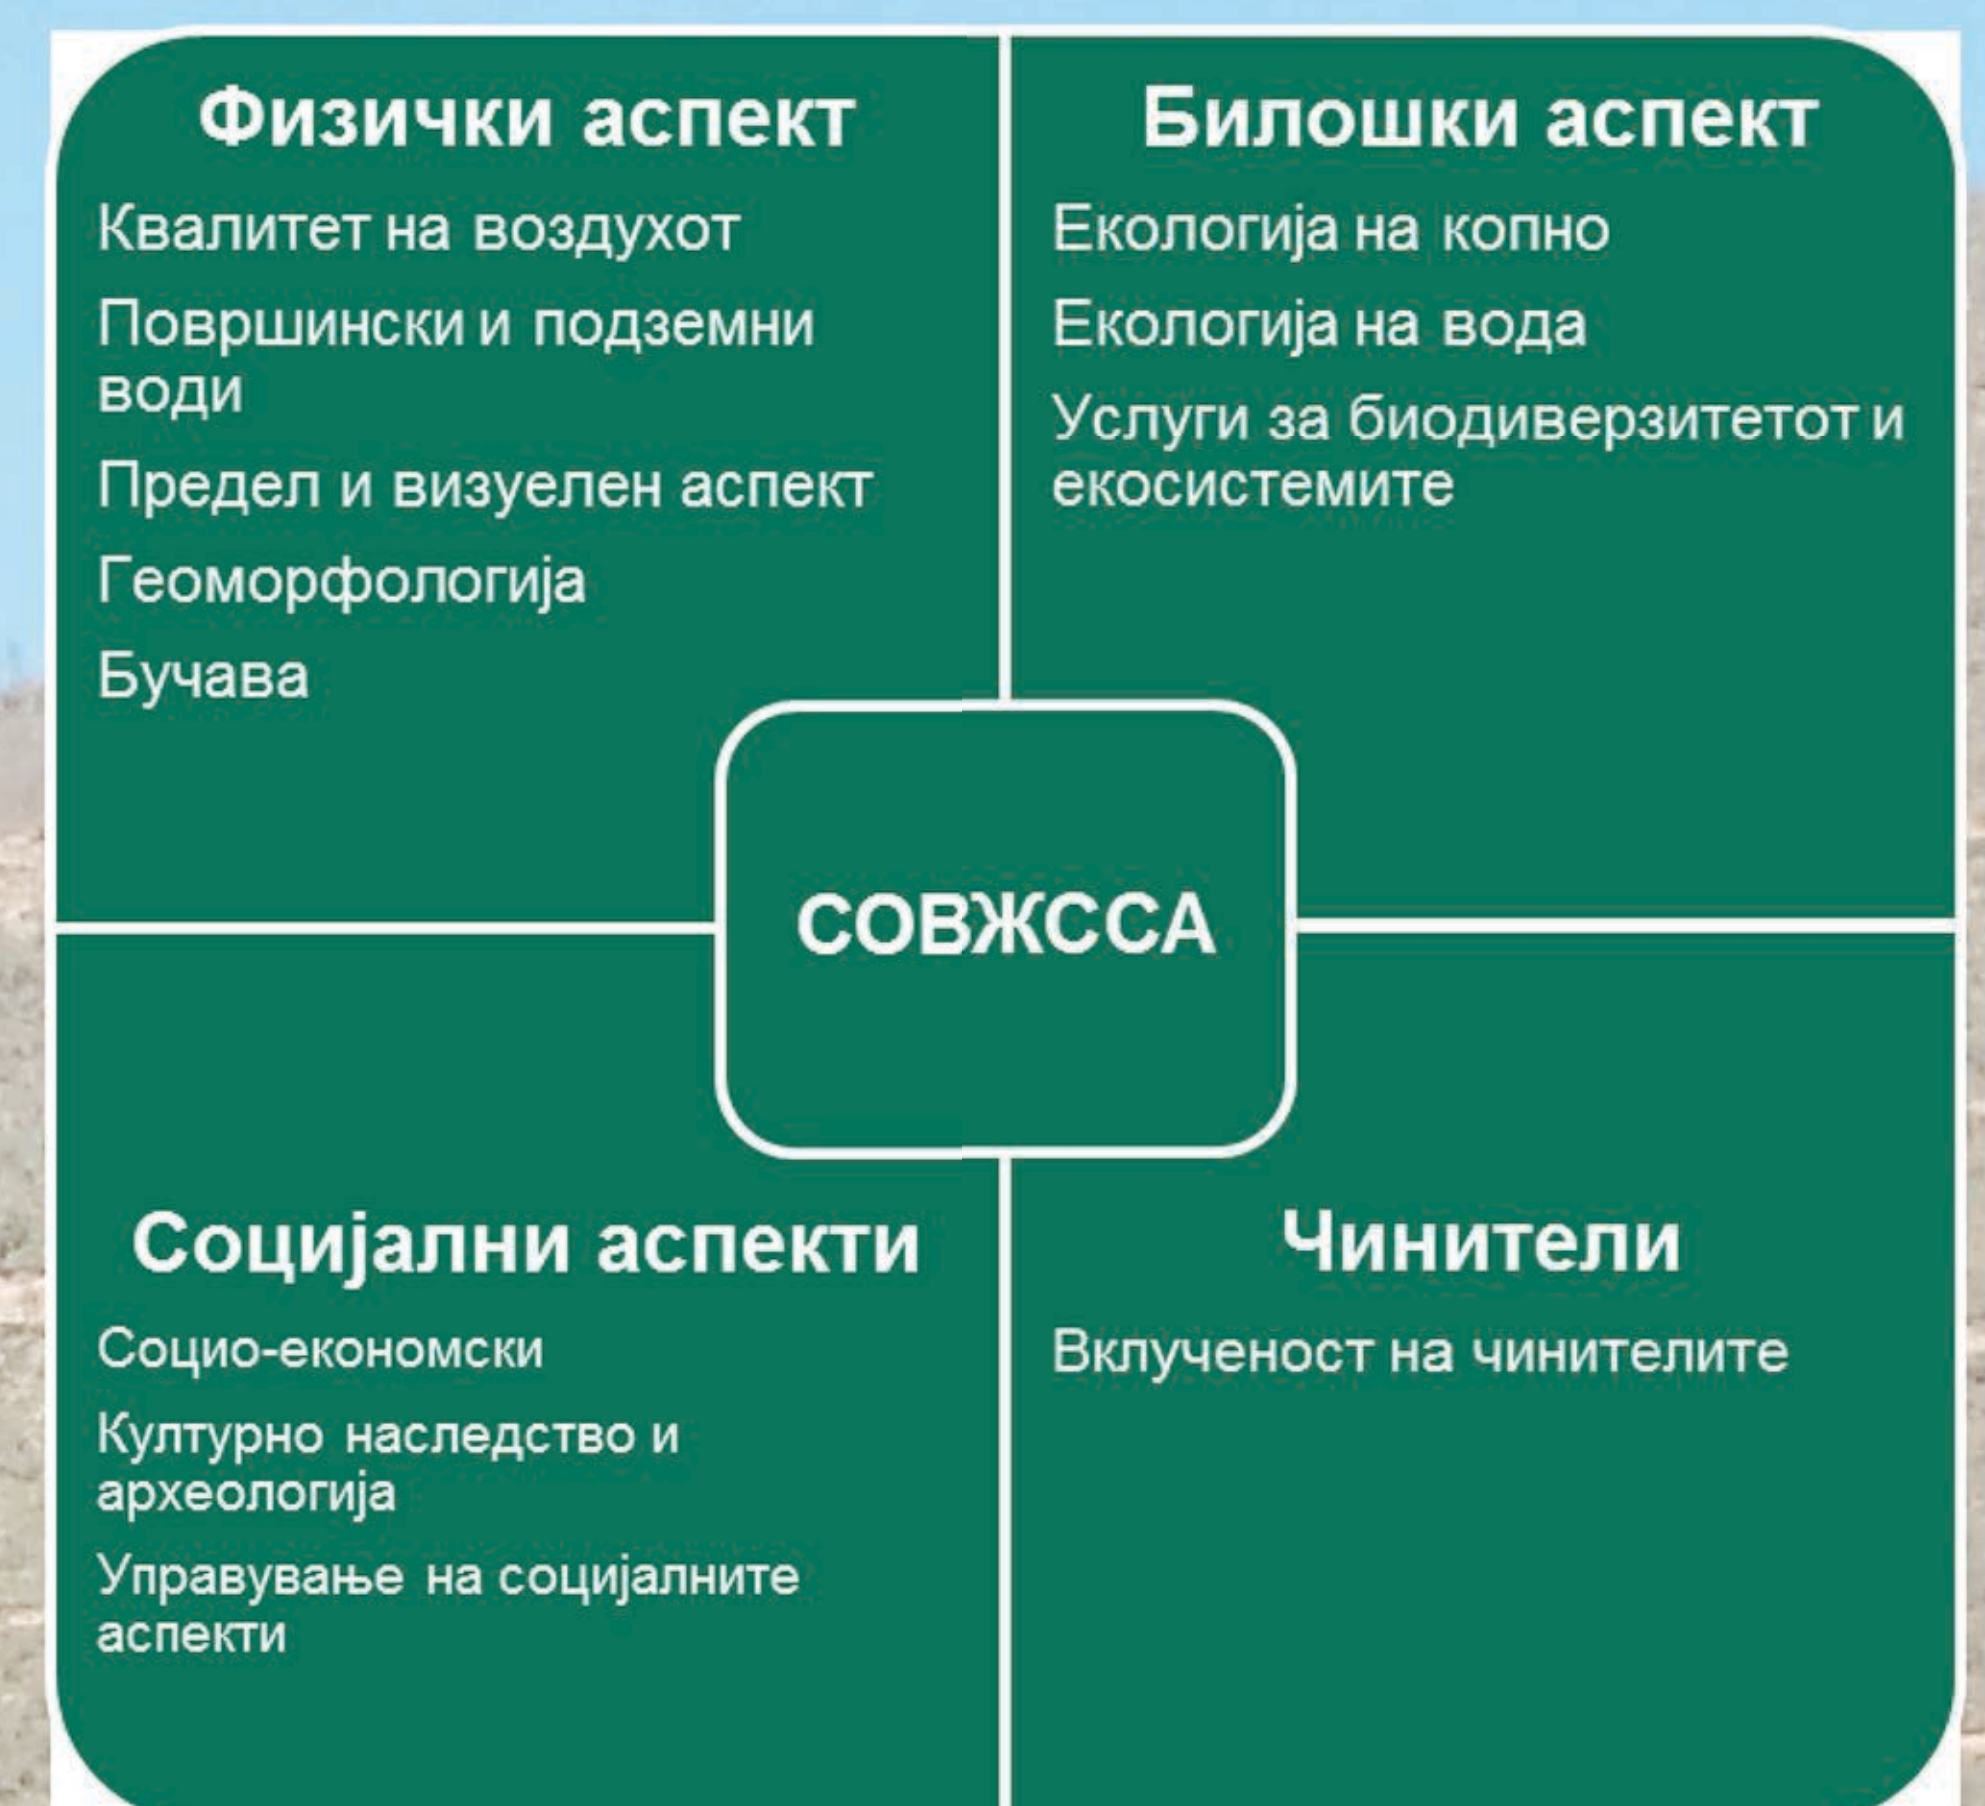 Физички аспект
Квалитет на воздухот
Површински и подземни
води
Предел и визуелен аспект
Геоморфологија
Бучава
Билошки аспект
Екологија на копно
Екологија на вода
Услуги за биодиверзитетот и
екосистемите
СОВЖССА
Социјални аспекти
Социо-економски
Културно наследство и
археологија
Управување на социјалните
аспекти
Чинители
Вклученост на чинителите